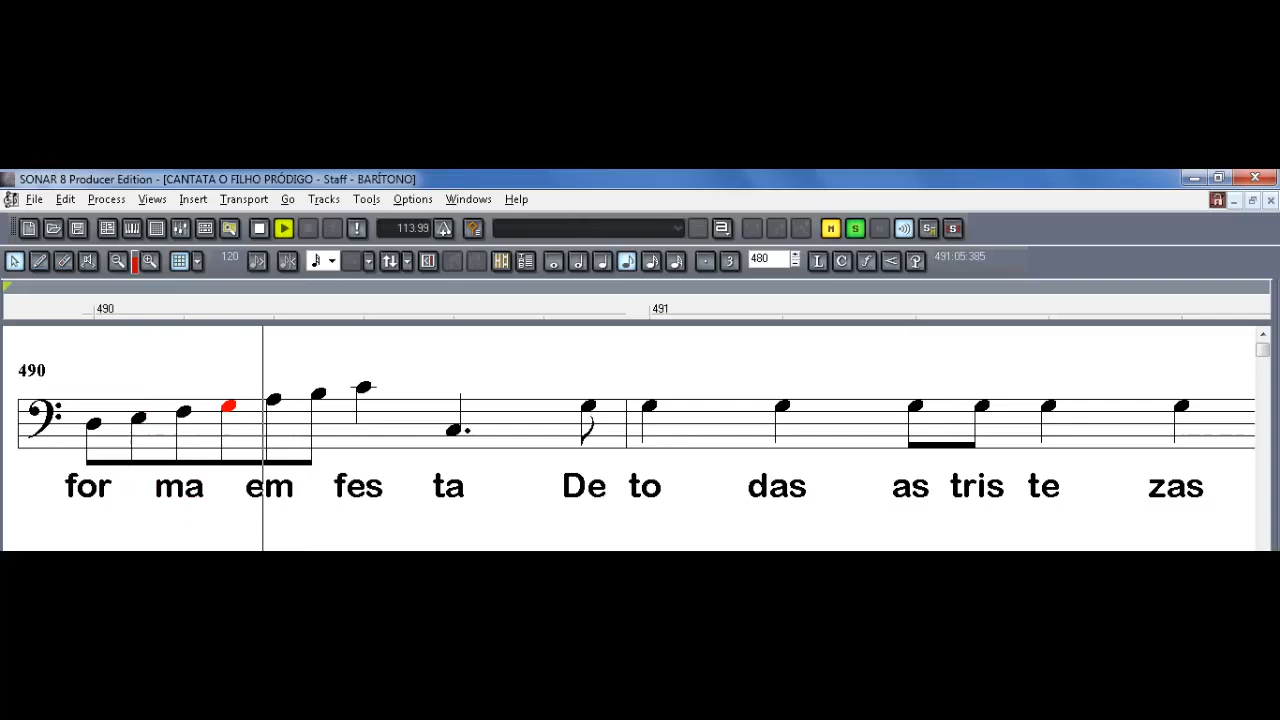 SONAR 8 Producer Edition - [CANTATA O FILHO PRÓDIGO - Staff - BARÍTONO]
File Edit Process Views Insert Transport Go Tracks Tools Options Windows Help
113.99 M S
120 3 480 L C f 491:05:385
490 491
490
for ma em fes ta De to das as tris te zas